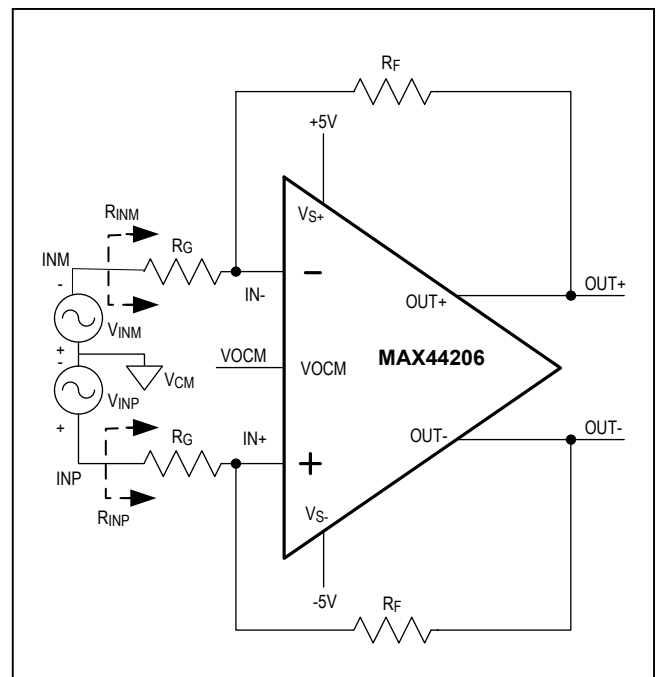 RF
+5V
VS+
RINM
RG
INM
-
IN-
−
OUT+
OUT+
VINM
+
-
VOCM
VOCM
MAX44206
VCM
VINP
+
IN+
OUT-
OUT-
RG
+
INP
RINP
VS-
-5V
RF